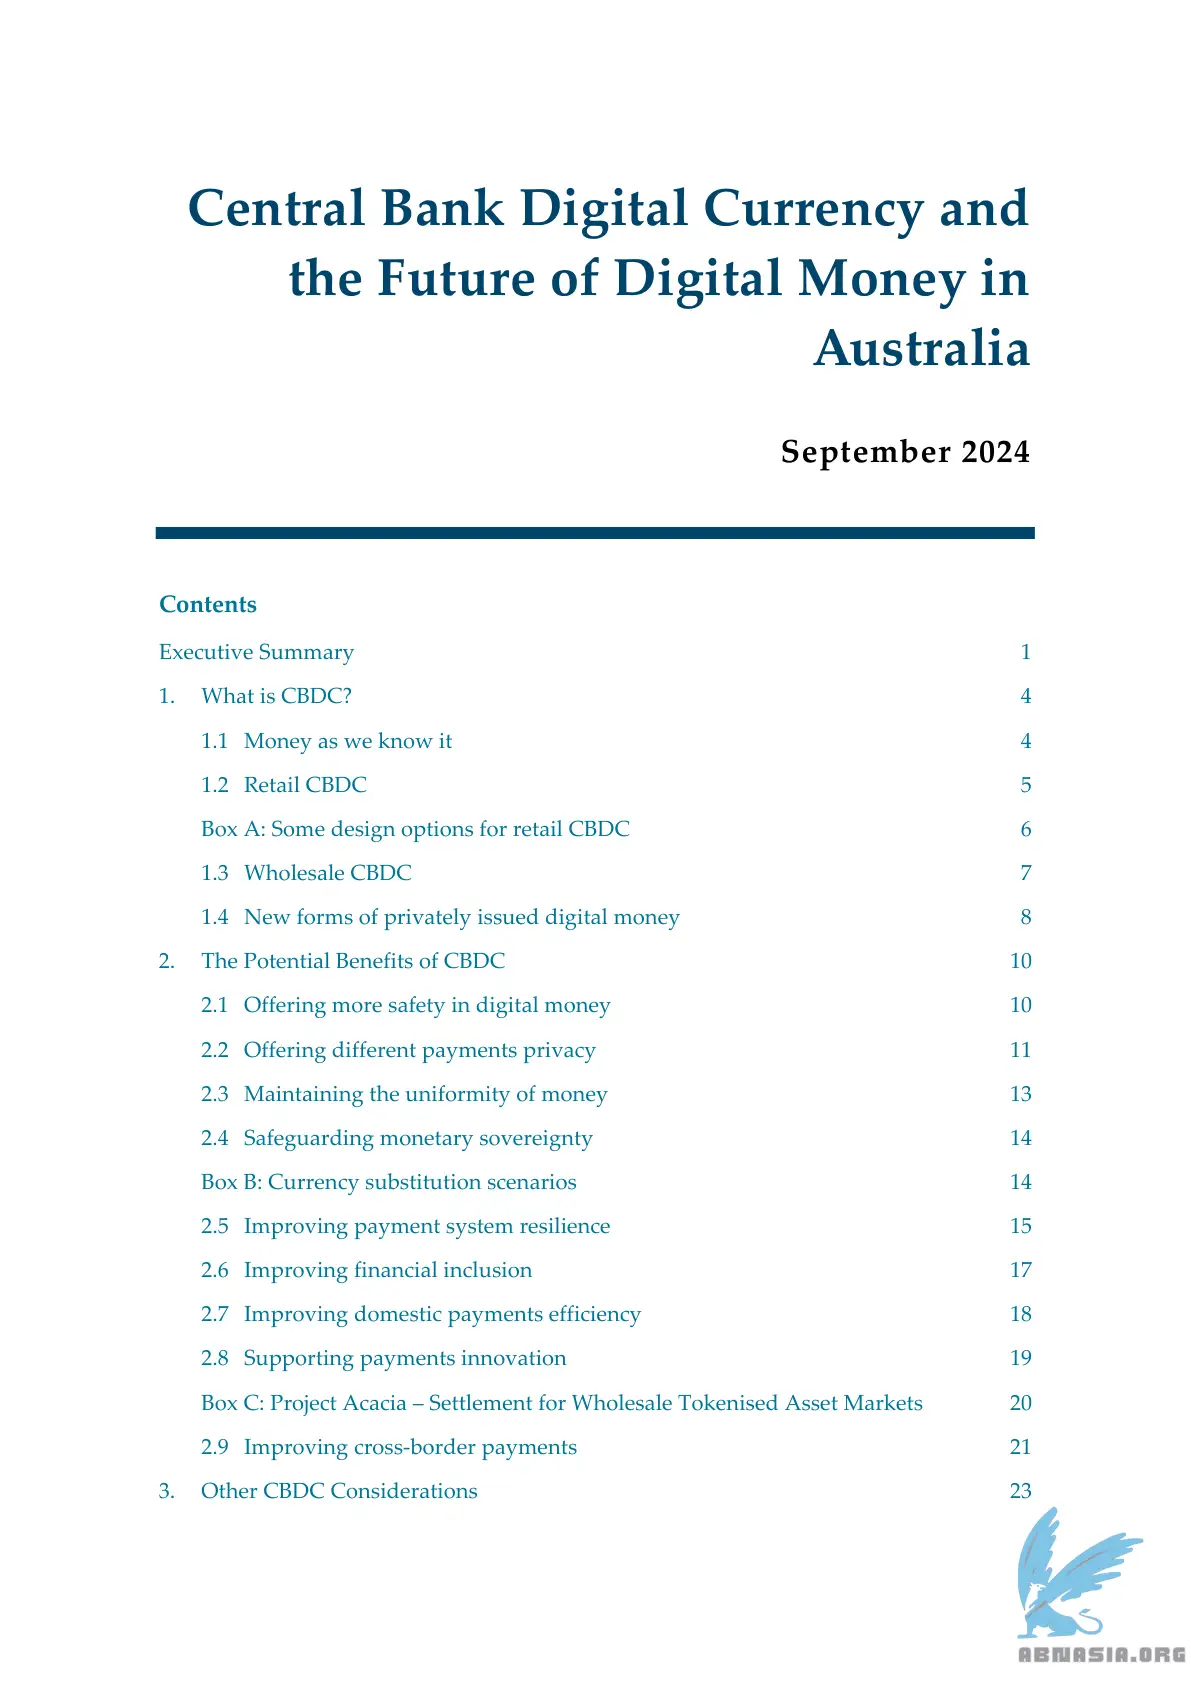 Central Bank Digital Currency and
the Future of Digital Money in
Australia
September 2024
Contents
Executive Summary 1
1. What is CBDC? 4
1.1 Money as we know it 4
1.2 Retail CBDC 5
Box A: Some design options for retail CBDC 6
1.3 Wholesale CBDC 7
1.4 New forms of privately issued digital money 8
2. The Potential Benefits of CBDC 10
2.1 Offering more safety in digital money 10
2.2 Offering different payments privacy 11
2.3 Maintaining the uniformity of money 13
2.4 Safeguarding monetary sovereignty 14
Box B: Currency substitution scenarios 14
2.5 Improving payment system resilience 15
2.6 Improving financial inclusion 17
2.7 Improving domestic payments efficiency 18
2.8 Supporting payments innovation 19
Box C: Project Acacia – Settlement for Wholesale Tokenised Asset Markets 20
2.9 Improving cross-border payments 21
3. Other CBDC Considerations 23
ABNASIA.ORG